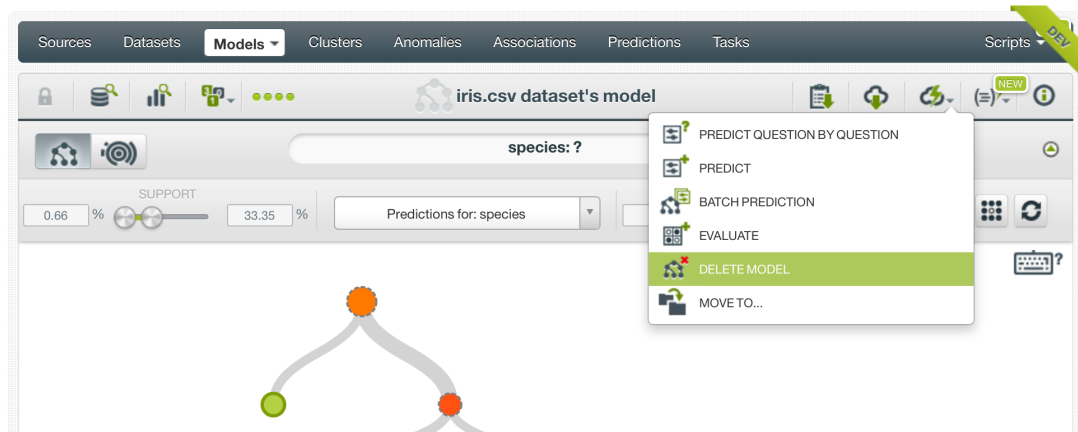 Sources Datasets Models Clusters Anomalies Associations Predictions Tasks Scripts
DEV
iris.csv dataset's model
(=)
NEW
species: ?
PREDICT QUESTION BY QUESTION
PREDICT
BATCH PREDICTION
EVALUATE
DELETE MODEL
MOVE TO...
SUPPORT
0.66 % 33.35 %
Predictions for: species
?